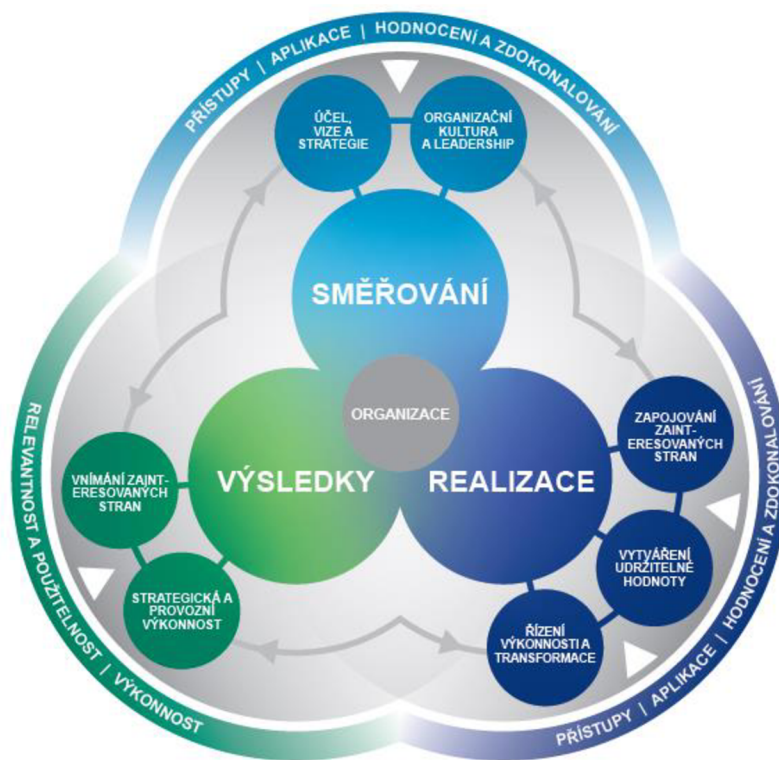 PŘÍSTUPY | APLIKACE | HODNOCENÍ A ZDOKONALOVÁNÍ
ÚČEL,
VIZE A
STRATEGIE
ORGANIZAČNÍ
KULTURA
A LEADERSHIP
SMĚŘOVÁNÍ
ORGANIZACE
VÝSLEDKY
REALIZACE
VNÍMÁNÍ ZAINT-
ERESOVANÝCH
STRAN
STRATEGICKÁ A
PROVOZNÍ
VÝKONNOST
ZAPOJOVÁNÍ
ZAINT-
ERESOVANÝCH
STRAN
VYTVÁŘENÍ
UDRŽITELNÉ
HODNOTY
ŘÍZENÍ
VÝKONNOSTI A
TRANSFORMACE
RELEVANTNOST A POUŽITELNOST | VÝKONNOST
PŘÍSTUPY | APLIKACE | HODNOCENÍ A ZDOKONALOVÁNÍ